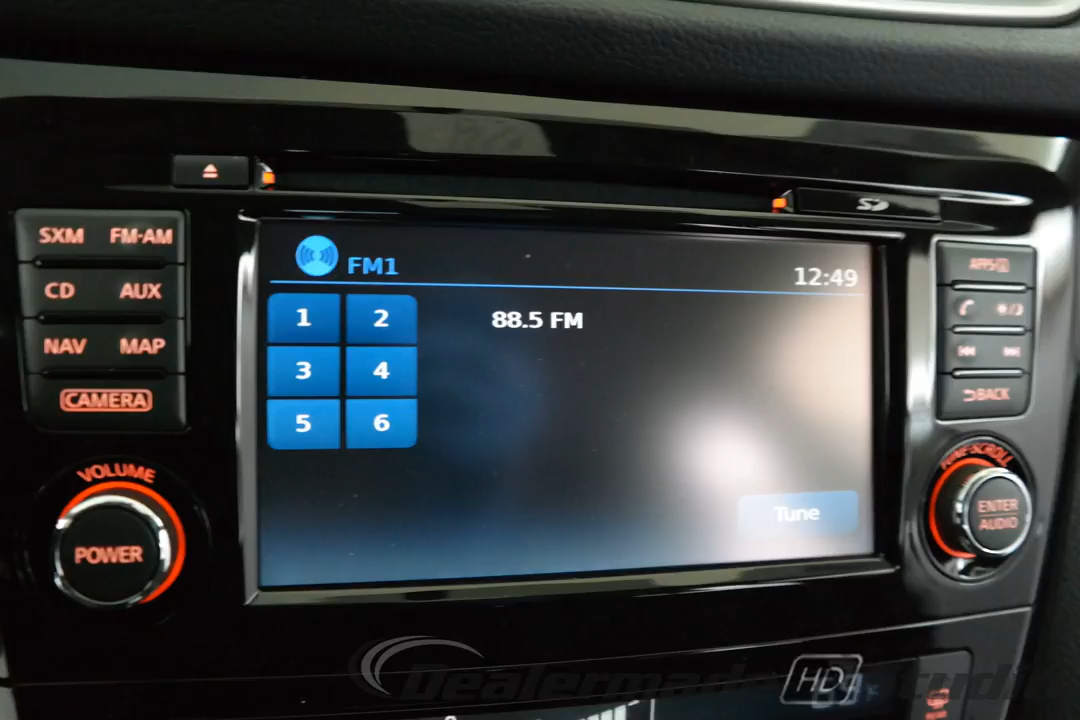 SD
SXM FM·AM
CD AUX
NAV MAP
CAMERA
VOLUME
POWER
FM1
12:49
1 2
88.5 FM
3 4
5 6
Tune
APPS
BACK
TUNE·SCROLL
ENTER
AUDIO
HD